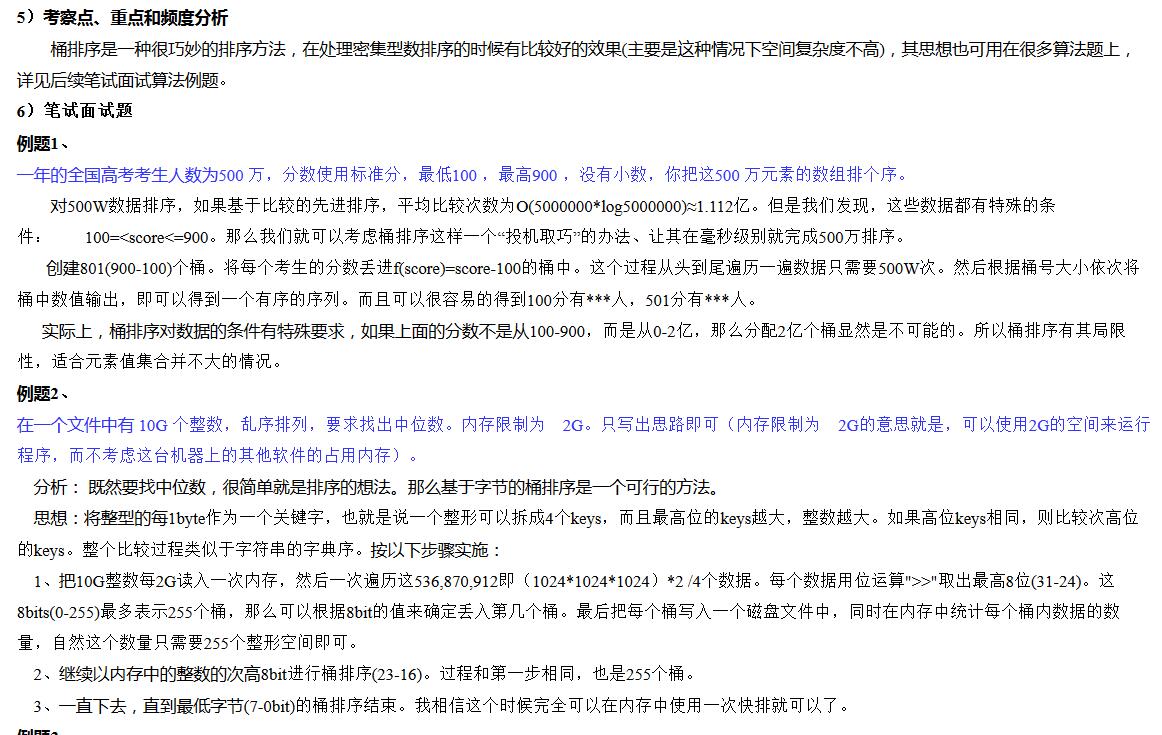 5）考察点、重点和频度分析
桶排序是一种很巧妙的排序方法，在处理密集型数排序的时候有比较好的效果(主要是这种情况下空间复杂度不高)，其思想也可用在很多算法题上，
详见后续笔试面试算法例题。
6）笔试面试题
例题1、
一年的全国高考考生人数为500 万，分数使用标准分，最低100 ，最高900 ，没有小数，你把这500 万元素的数组排个序。
对500W数据排序，如果基于比较的先进排序，平均比较次数为O(5000000*log5000000)≈1.112亿。但是我们发现，这些数据都有特殊的条
件： 100=<score<=900。那么我们就可以考虑桶排序这样一个“投机取巧”的办法、让其在毫秒级别就完成500万排序。
创建801(900-100)个桶。将每个考生的分数丢进f(score)=score-100的桶中。这个过程从头到尾遍历一遍数据只需要500W次。然后根据桶号大小依次将
桶中数值输出，即可以得到一个有序的序列。而且可以很容易的得到100分有***人，501分有***人。
实际上，桶排序对数据的条件有特殊要求，如果上面的分数不是从100-900，而是从0-2亿，那么分配2亿个桶显然是不可能的。所以桶排序有其局限
性，适合元素值集合并不大的情况。
例题2、
在一个文件中有 10G 个整数，乱序排列，要求找出中位数。内存限制为 2G。只写出思路即可（内存限制为 2G的意思就是，可以使用2G的空间来运行
程序，而不考虑这台机器上的其他软件的占用内存）。
分析： 既然要找中位数，很简单就是排序的想法。那么基于字节的桶排序是一个可行的方法。
思想：将整型的每1byte作为一个关键字，也就是说一个整形可以拆成4个keys，而且最高位的keys越大，整数越大。如果高位keys相同，则比较次高位
的keys。整个比较过程类似于字符串的字典序。按以下步骤实施：
1、把10G整数每2G读入一次内存，然后一次遍历这536,870,912即（1024*1024*1024）*2 /4个数据。每个数据用位运算">>"取出最高8位(31-24)。这
8bits(0-255)最多表示255个桶，那么可以根据8bit的值来确定丢入第几个桶。最后把每个桶写入一个磁盘文件中，同时在内存中统计每个桶内数据的数
量，自然这个数量只需要255个整形空间即可。
2、继续以内存中的整数的次高8bit进行桶排序(23-16)。过程和第一步相同，也是255个桶。
3、一直下去，直到最低字节(7-0bit)的桶排序结束。我相信这个时候完全可以在内存中使用一次快排就可以了。